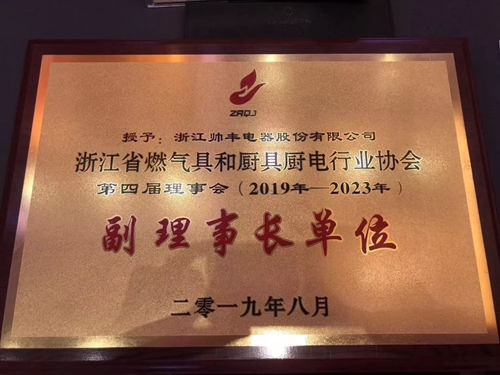 ZRQJ
授予：浙江帅丰电器股份有限公司
浙江省燃气具和厨具厨电行业协会
第四届理事会（2019年—2023年）
副理事长单位
二零一九年八月